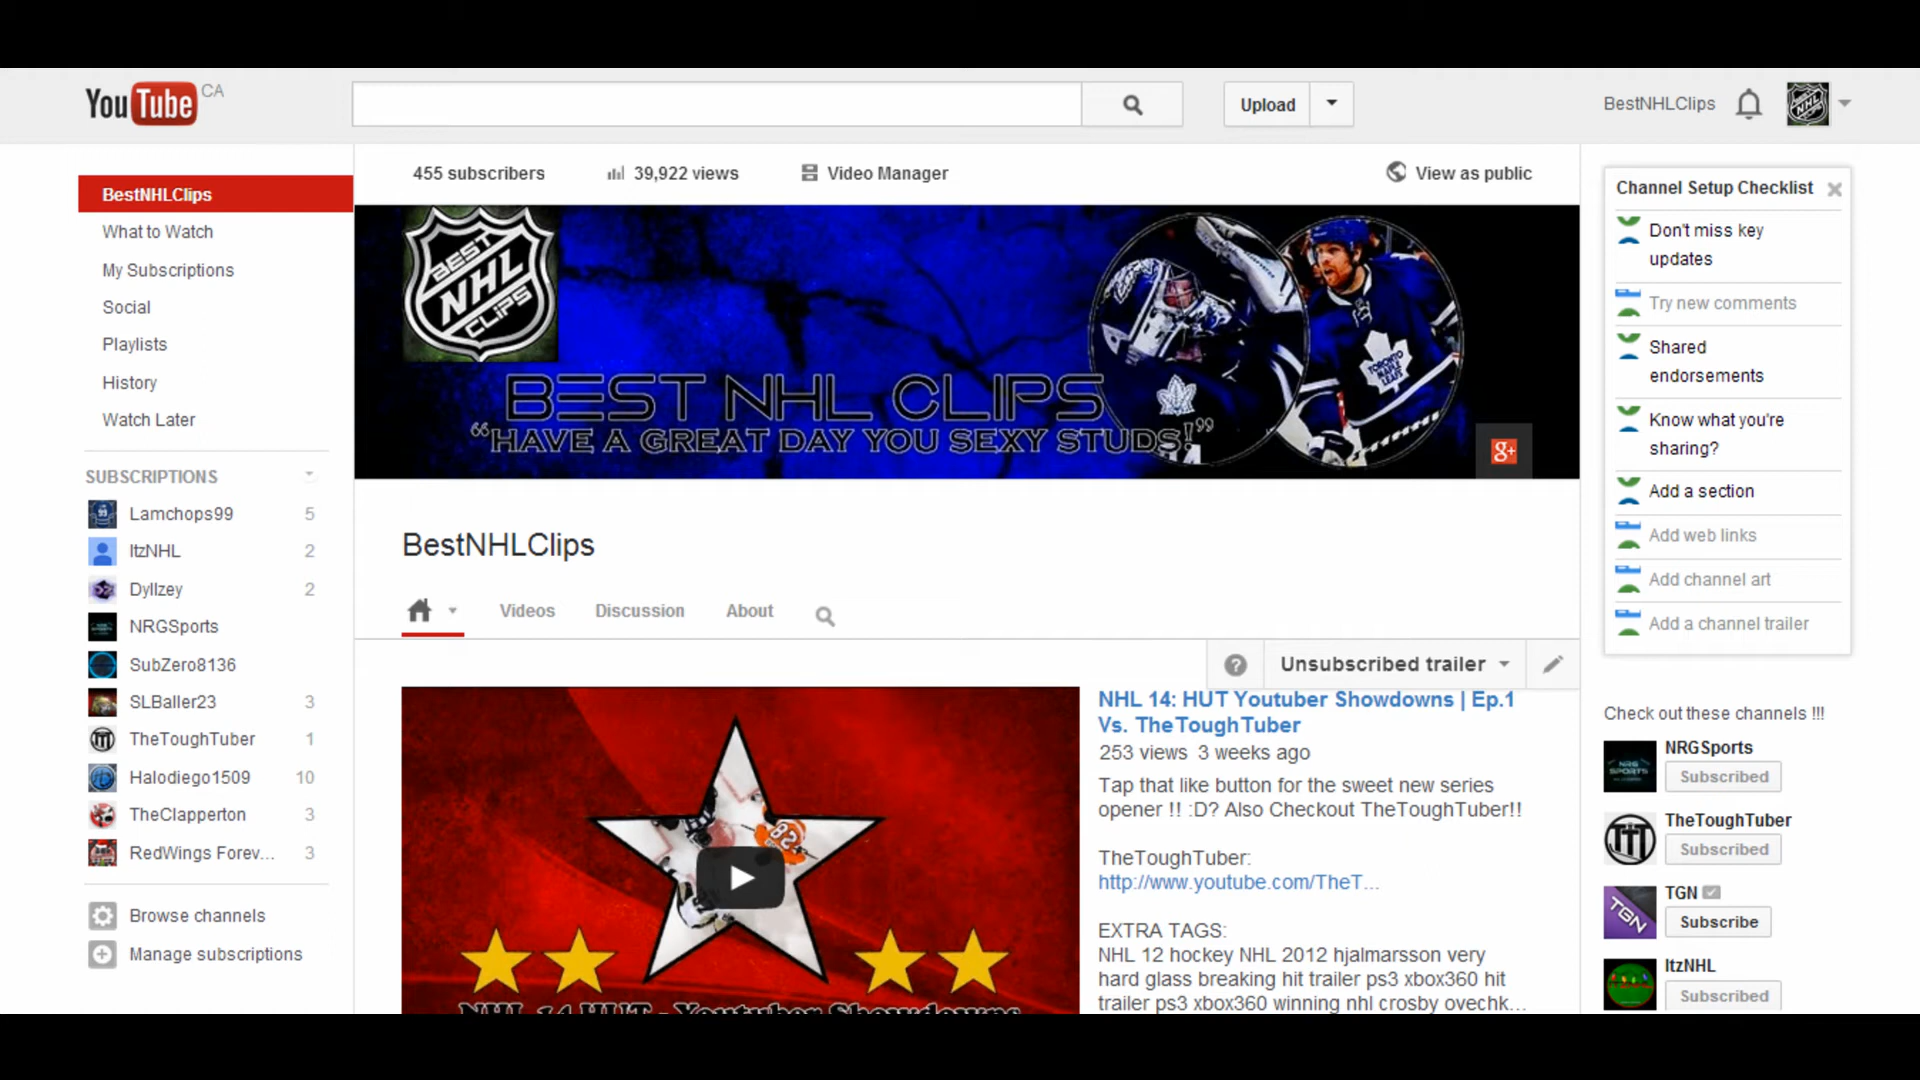 YouTube CA
Upload
BestNHLClips
455 subscribers
39,922 views
Video Manager
View as public
BestNHLClips
What to Watch
My Subscriptions
Social
Playlists
History
Watch Later
SUBSCRIPTIONS
Lamchops99 5
ItzNHL 2
Dyllzey 2
NRGSports
SubZero8136
SLBaller23 3
TheToughTuber 1
Halodiego1509 10
TheClapperton 3
RedWings Forev... 3
Browse channels
Manage subscriptions
BEST
NHL
CLIPS
BEST NHL CLIPS
“HAVE A GREAT DAY YOU SEXY STUDS!”
TORONTO
MAPLE
LEAFS
g+
BestNHLClips
Videos
Discussion
About
?
Unsubscribed trailer
82
NHL 14 HUT - Youtuber Showdowns
NHL 14: HUT Youtuber Showdowns | Ep.1
Vs. TheToughTuber
253 views 3 weeks ago
Tap that like button for the sweet new series
opener !! :D? Also Checkout TheToughTuber!!
TheToughTuber:
http://www.youtube.com/TheT...
EXTRA TAGS:
NHL 12 hockey NHL 2012 hjalmarsson very
hard glass breaking hit trailer ps3 xbox360 hit
trailer ps3 xbox360 winning nhl crosby ovechk...
Channel Setup Checklist
Don't miss key
updates
Try new comments
Shared
endorsements
Know what you're
sharing?
Add a section
Add web links
Add channel art
Add a channel trailer
Check out these channels !!!
NRG
SPORTS
NRGSports
Subscribed
TheToughTuber
Subscribed
TGN
TGN
Subscribe
ItzNHL
Subscribed